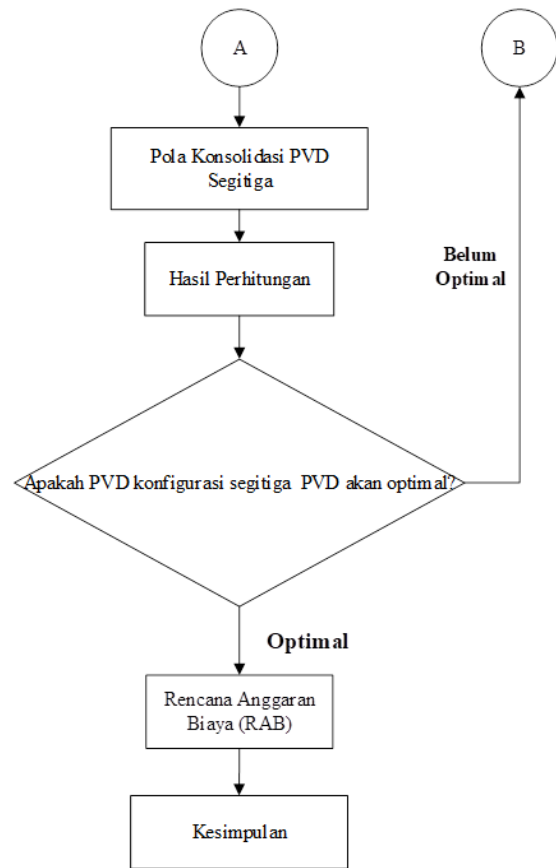 A
B
Pola Konsolidasi PVD
Segitiga
Hasil Perhitungan
Belum
Optimal
Apakah PVD konfigurasi segitiga PVD akan optimal?
Optimal
Rencana Anggaran
Biaya (RAB)
Kesimpulan